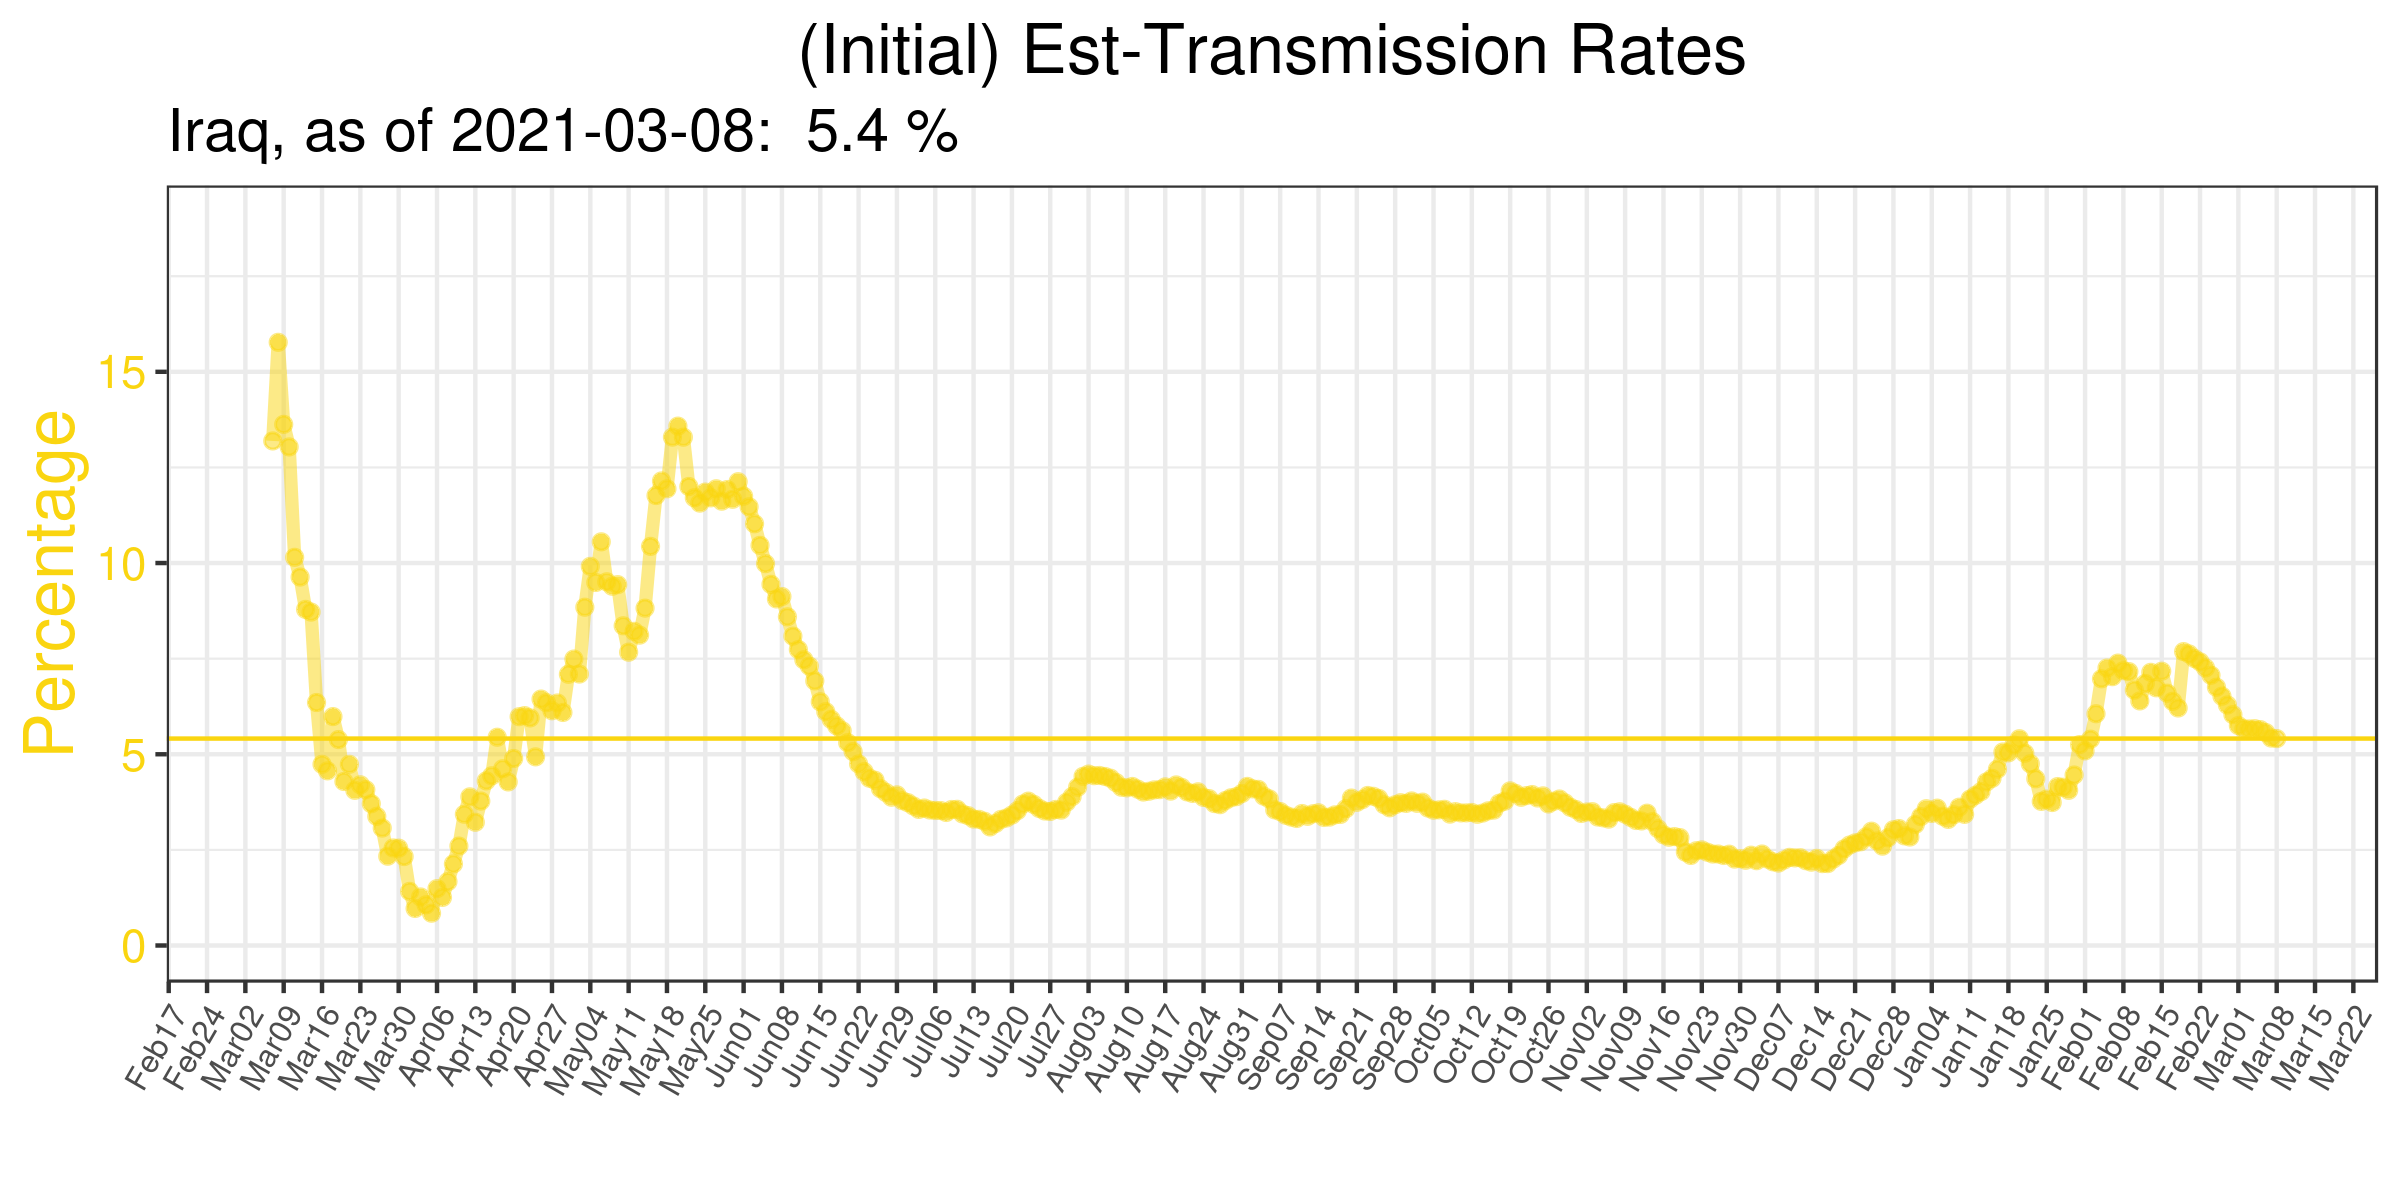 (Initial) Est-Transmission Rates
Iraq, as of 2021-03-08:  5.4 %
Percentage
15
10
5
0
Feb17
Feb24
Mar02
Mar09
Mar16
Mar23
Mar30
Apr06
Apr13
Apr20
Apr27
May04
May11
May18
May25
Jun01
Jun08
Jun15
Jun22
Jun29
Jul06
Jul13
Jul20
Jul27
Aug03
Aug10
Aug17
Aug24
Aug31
Sep07
Sep14
Sep21
Sep28
Oct05
Oct12
Oct19
Oct26
Nov02
Nov09
Nov16
Nov23
Nov30
Dec07
Dec14
Dec21
Dec28
Jan04
Jan11
Jan18
Jan25
Feb01
Feb08
Feb15
Feb22
Mar01
Mar08
Mar15
Mar22